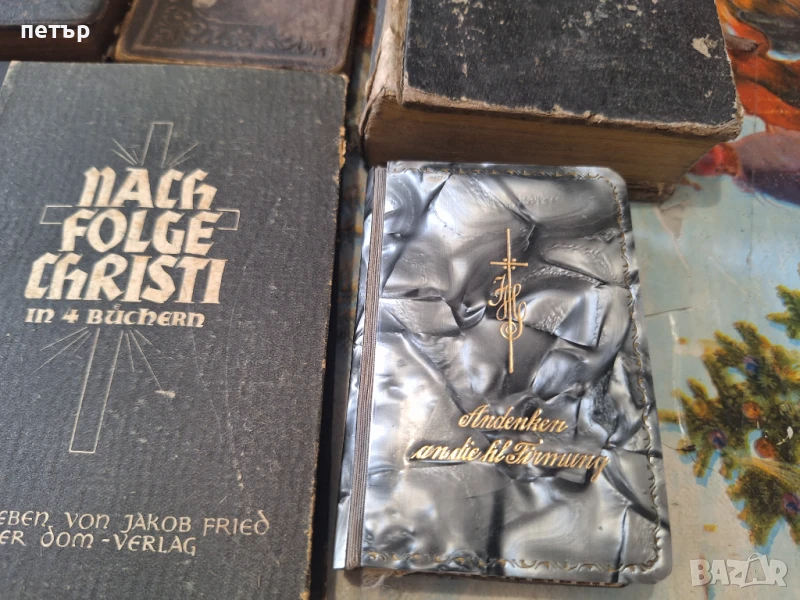 петър
NACH
FOLGE
CHRISTI
IN 4 BÜCHERN
EBEN VON JAKOB FRIED
ER DOM-VERLAG
JHS
Andenken
an die hl Firmung
BAZAR